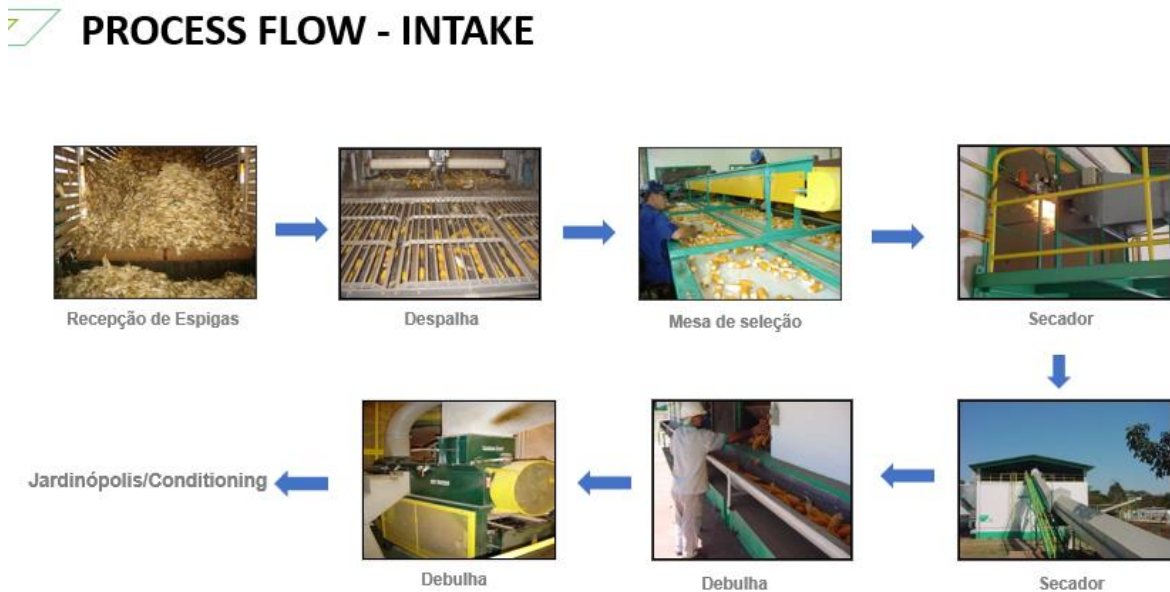 PROCESS FLOW - INTAKE
Recepção de Espigas
Despalha
Mesa de seleção
Secador
Jardinópolis/Conditioning
Debulha
Debulha
Secador